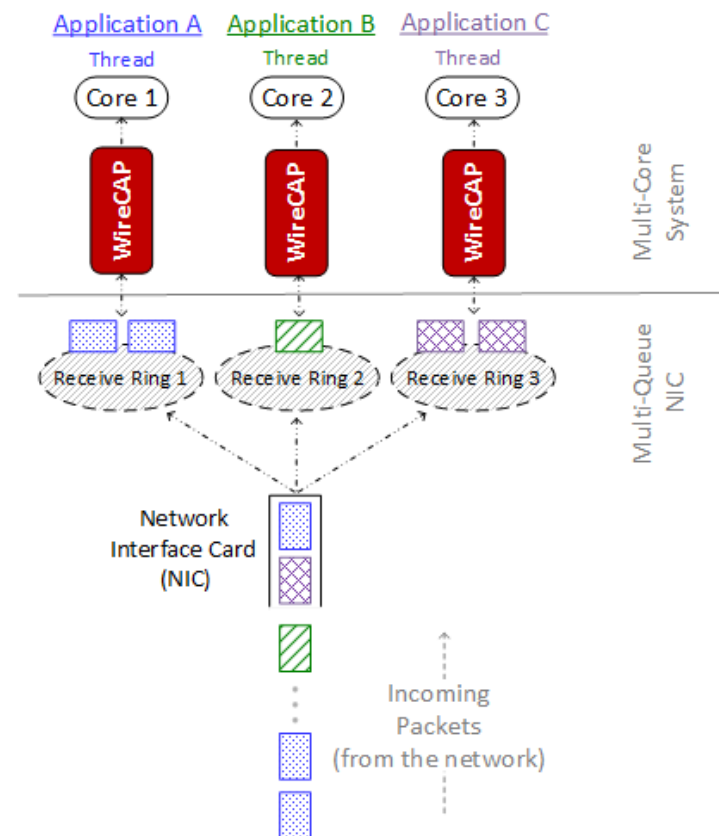 Application A
Application B
Application C
Thread
Thread
Thread
Core 1
Core 2
Core 3
WireCAP
WireCAP
WireCAP
Multi-Core
System
Receive Ring 1
Receive Ring 2
Receive Ring 3
Multi-Queue
NIC
Network
Interface Card
(NIC)
Incoming
Packets
(from the network)